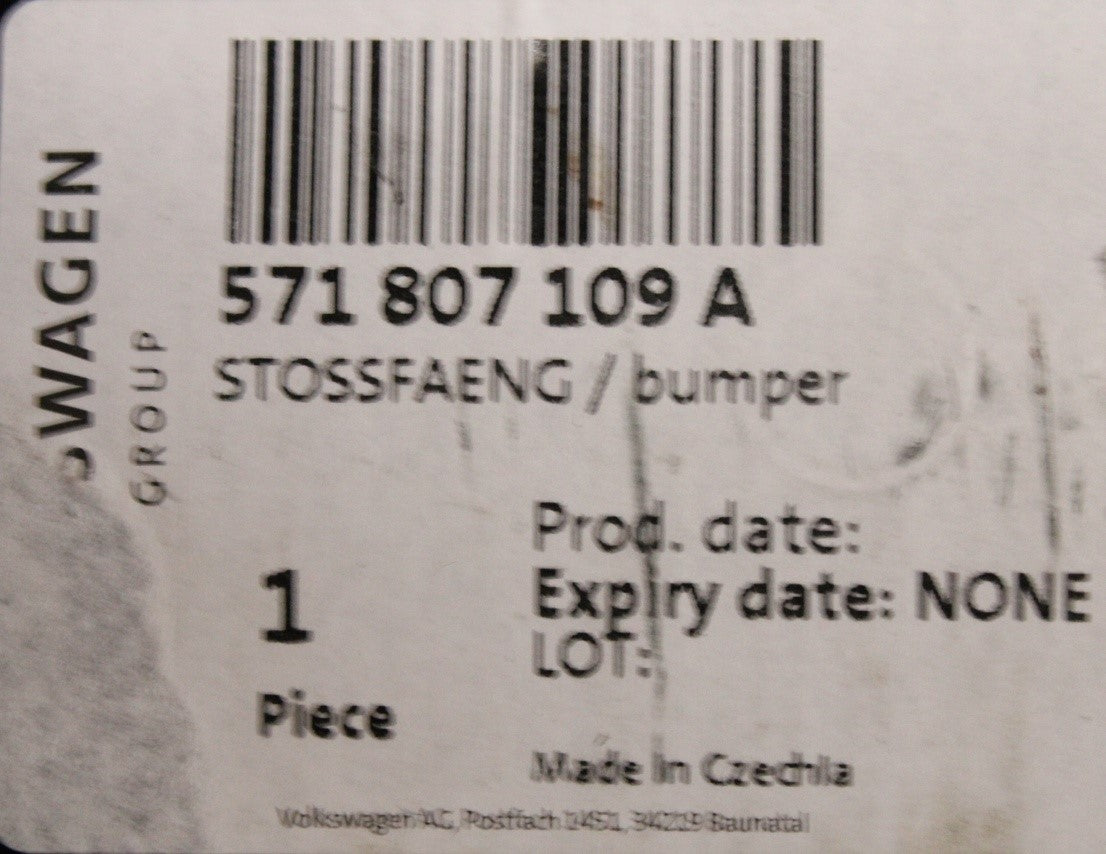 WAGEN
GROUP
571 807 109 A
STOSSFAENG / bumper
Prod. date:
Expiry date: NONE
LOT:
1
Piece
Made in Czechia
Volkswagen AG, Postfach 1451, 34219 Baunatal